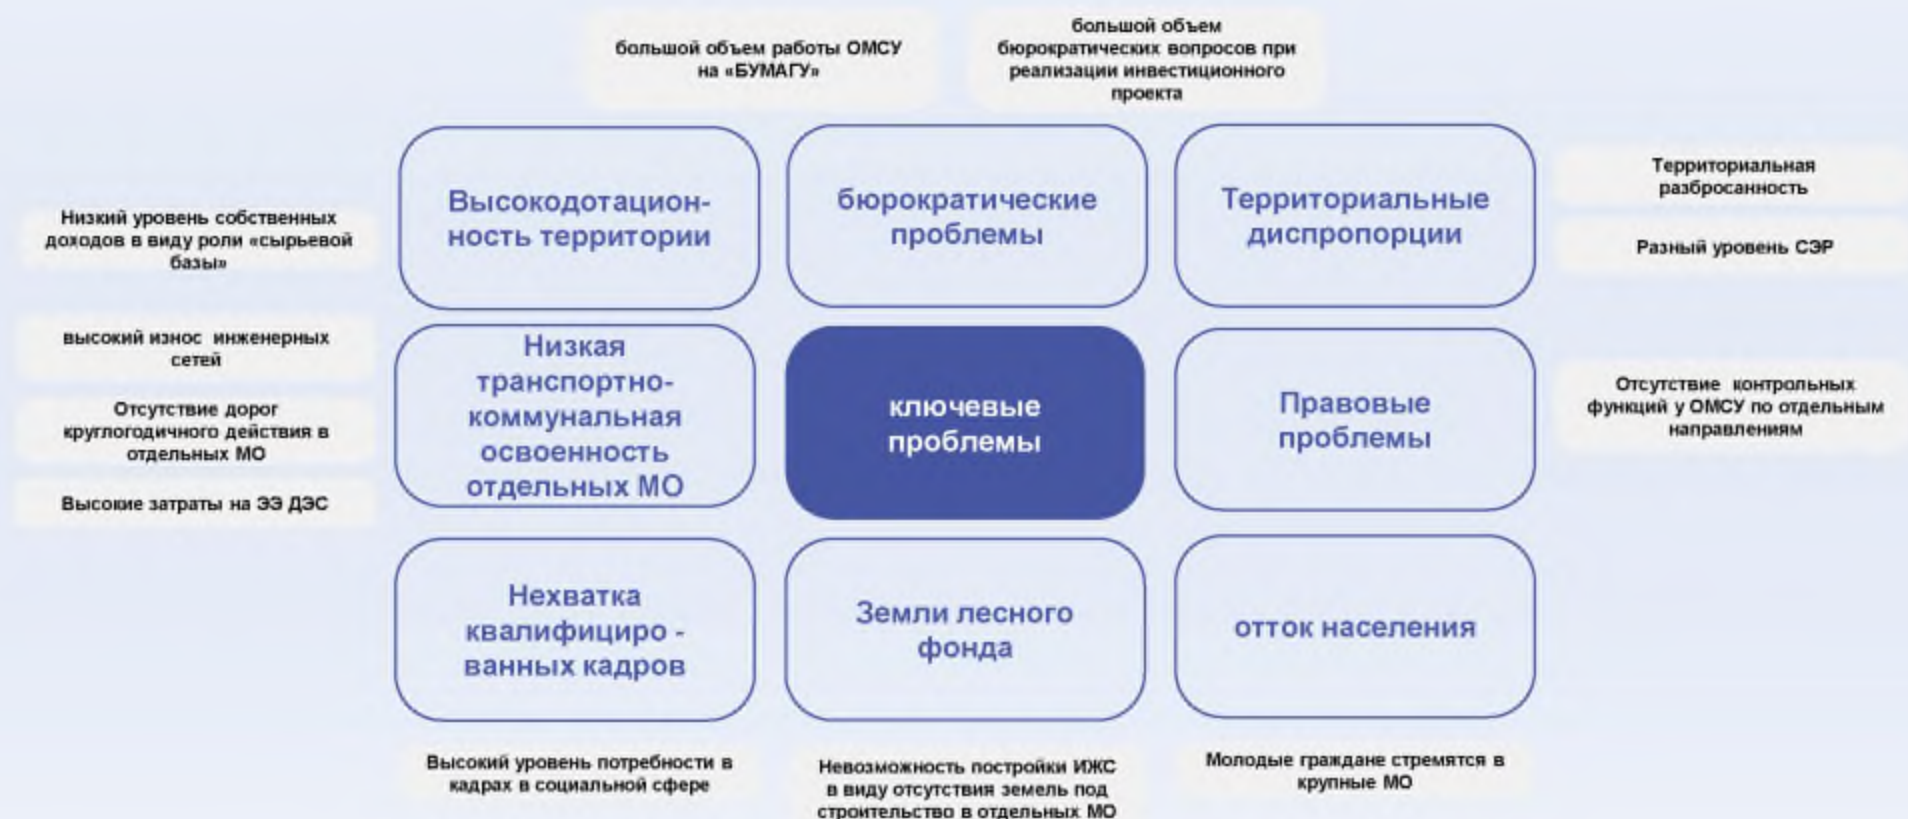 большой объем работы ОМСУ
на «БУМАГУ»
большой объем
бюрократических вопросов при
реализации инвестиционного
проекта
Низкий уровень собственных
доходов в виду роли «сырьевой
базы»
Высокодотацион-
ность территории
бюрократические
проблемы
Территориальные
диспропорции
Территориальная
разбросанность
Разный уровень СЭР
высокий износ инженерных
сетей
Отсутствие дорог
круглогодичного действия в
отдельных МО
Высокие затраты на ЭЭ ДЭС
Низкая
транспортно-
коммунальная
освоенность
отдельных МО
ключевые
проблемы
Правовые
проблемы
Отсутствие контрольных
функций у ОМСУ по отдельным
направлениям
Нехватка
квалифициро -
ванных кадров
Земли лесного
фонда
отток населения
Высокий уровень потребности в
кадрах в социальной сфере
Невозможность постройки ИЖС
в виду отсутствия земель под
строительство в отдельных МО
Молодые граждане стремятся в
крупные МО